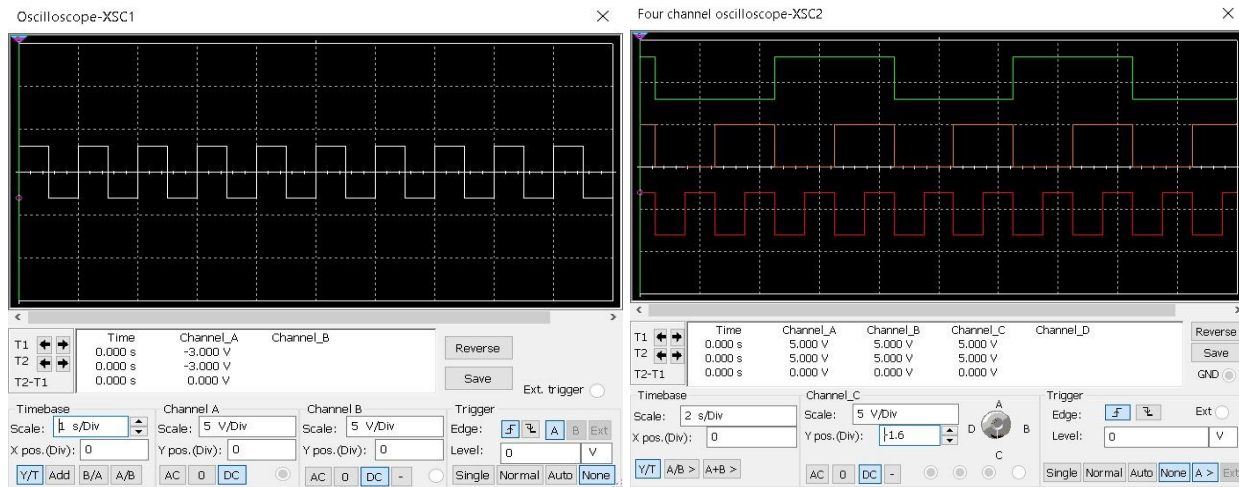 Oscilloscope-XSC1
Time Channel_A Channel_B
T1 0.000 s -3.000 V
T2 0.000 s -3.000 V
T2-T1 0.000 s 0.000 V
Reverse
Save
Ext. trigger
Timebase
Scale: 1 s/Div
X pos.(Div): 0
Y/T Add B/A A/B
Channel A
Scale: 5 V/Div
Y pos.(Div): 0
AC 0 DC
Channel B
Scale: 5 V/Div
Y pos.(Div): 0
AC 0 DC -
Trigger
Edge: A B Ext
Level: 0 V
Single Normal Auto None
Four channel oscilloscope-XSC2
Time Channel_A Channel_B Channel_C Channel_D
T1 0.000 s 5.000 V 5.000 V 5.000 V
T2 0.000 s 5.000 V 5.000 V 5.000 V
T2-T1 0.000 s 0.000 V 0.000 V 0.000 V
Reverse
Save
GND
Timebase
Scale: 2 s/Div
X pos.(Div): 0
Y/T A/B > A+B >
Channel_C
Scale: 5 V/Div
Y pos.(Div): -1.6
AC 0 DC -
A
D B
C
Trigger
Edge: Ext
Level: 0 V
Single Normal Auto None A > Ext